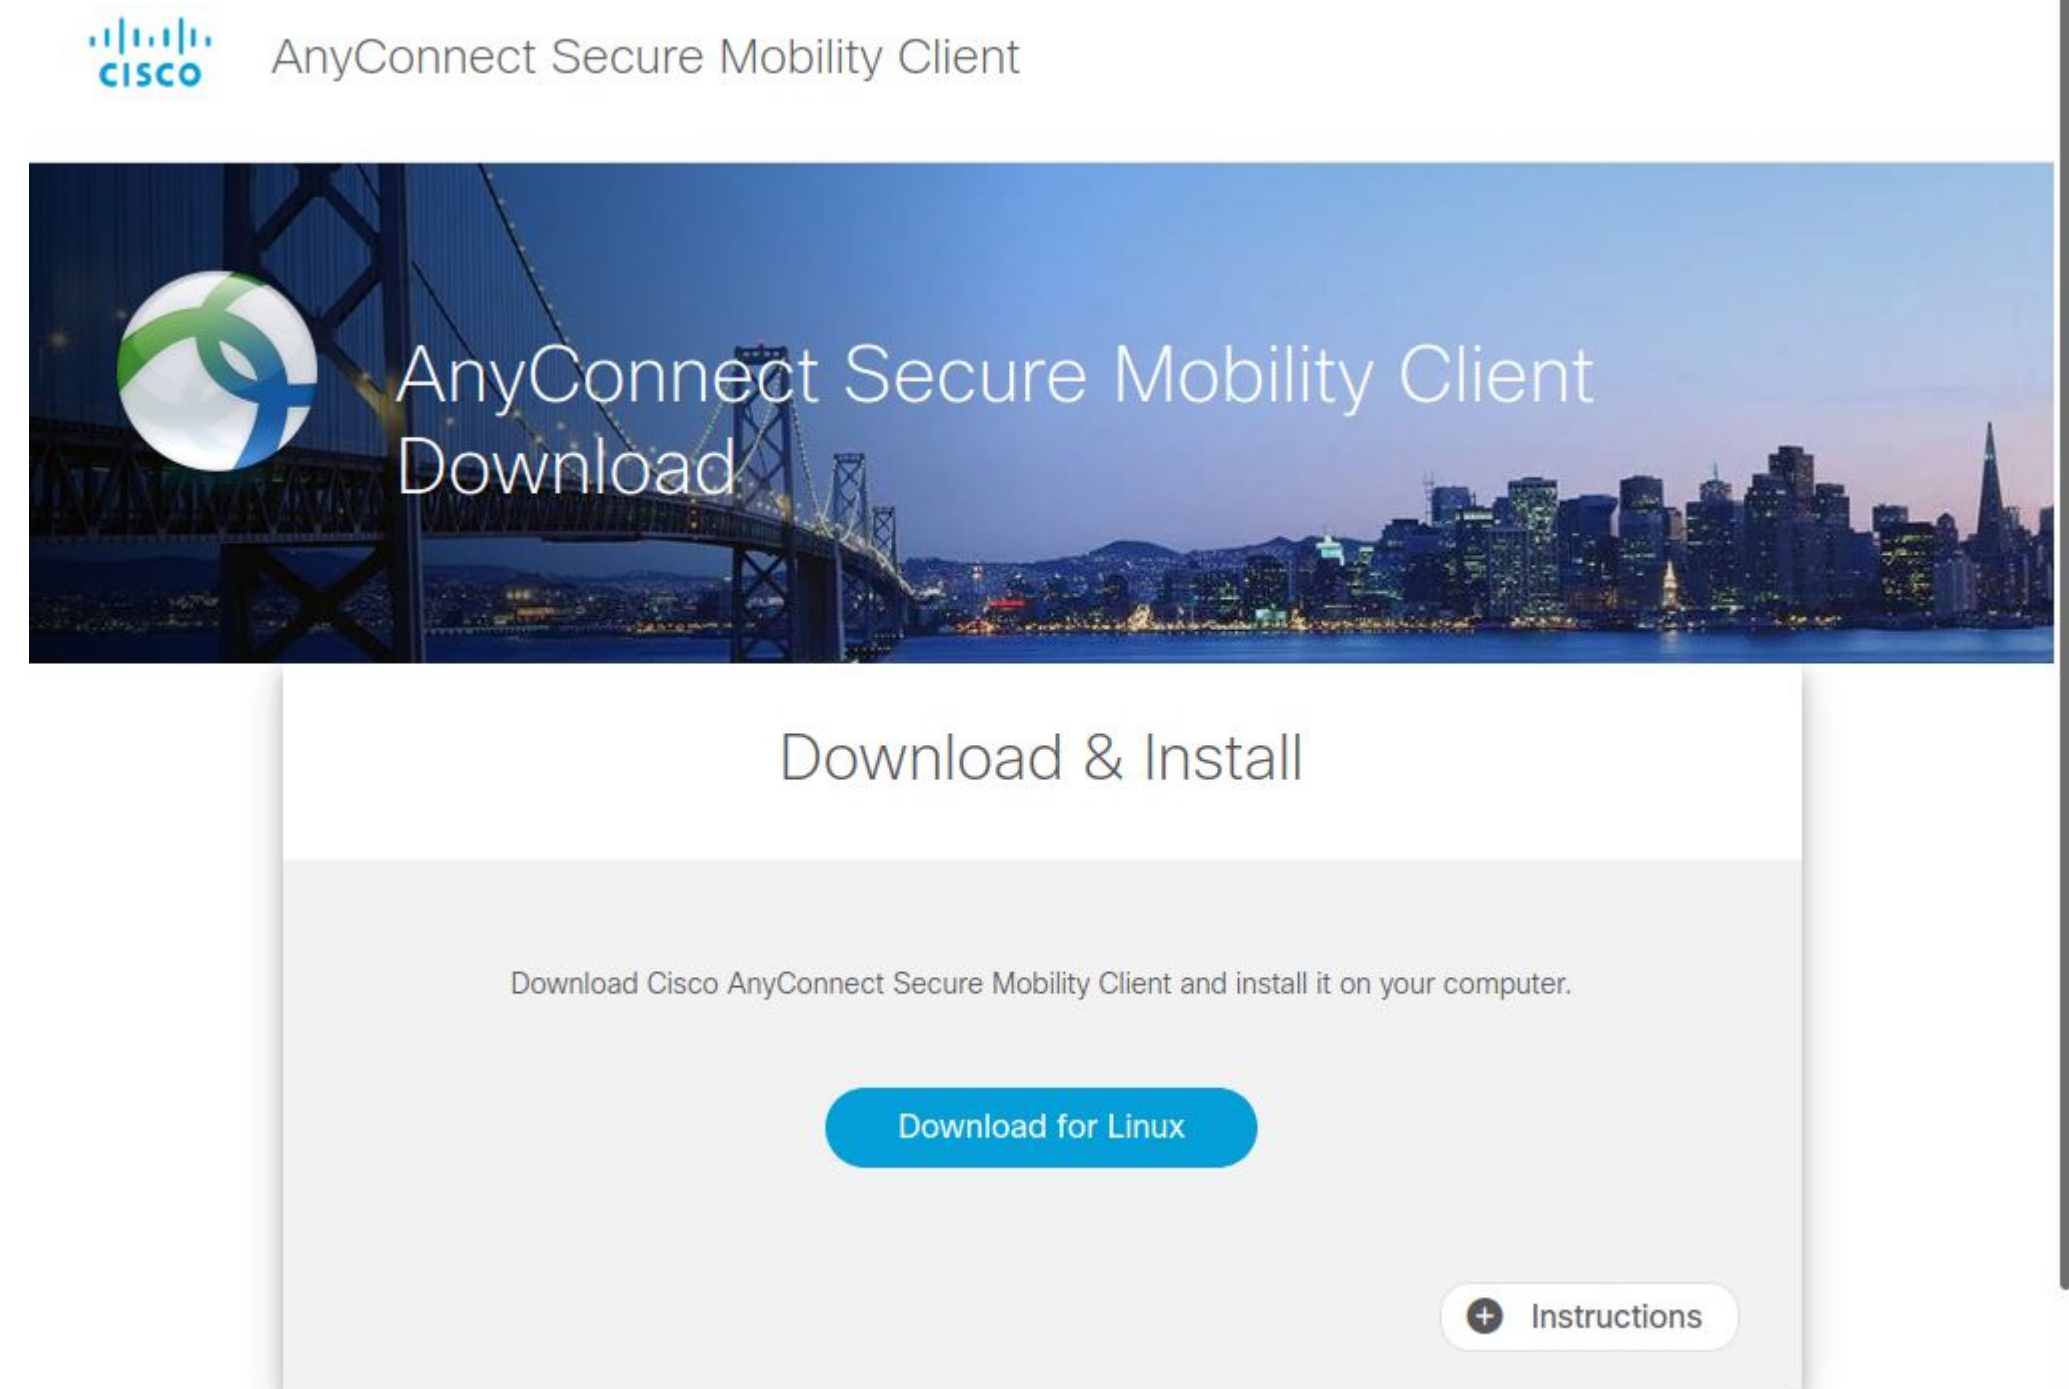 CISCO
AnyConnect Secure Mobility Client
AnyConnect Secure Mobility Client
Download
Download & Install
Download Cisco AnyConnect Secure Mobility Client and install it on your computer.
Download for Linux
Instructions